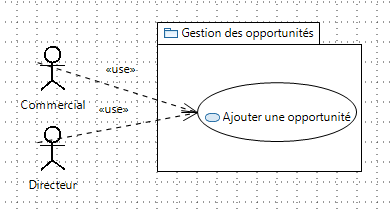 Gestion des opportunités
«use»
Commercial
«use»
Ajouter une opportunité
Directeur